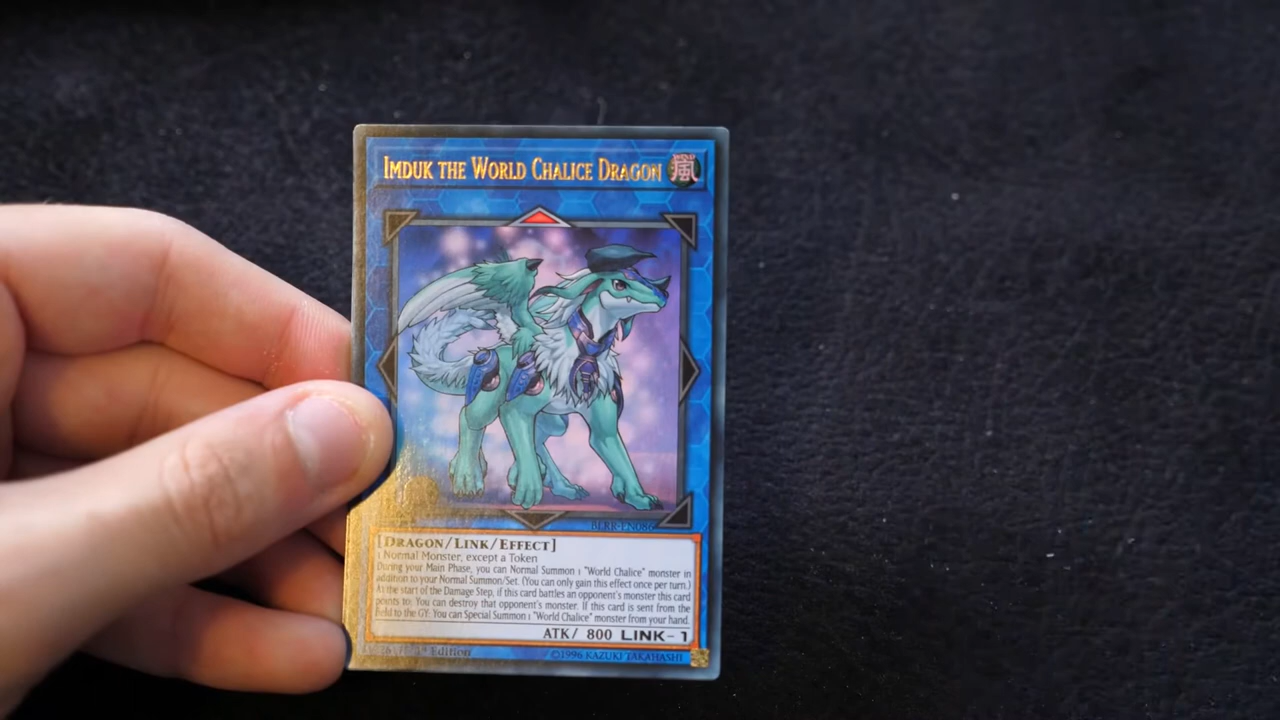 IMDUK THE WORLD CHALICE DRAGON
風
BLRR-EN086
[DRAGON/LINK/EFFECT]
1 Normal Monster, except a Token
During your Main Phase, you can Normal Summon 1 "World Chalice" monster in
addition to your Normal Summon/Set. (You can only gain this effect once per turn.)
At the start of the Damage Step, if this card battles an opponent's monster this card
points to: You can destroy that opponent's monster. If this card is sent from the
field to the GY: You can Special Summon 1 "World Chalice" monster from your hand.
ATK/ 800 LINK-1
Edition
©1996 KAZUKI TAKAHASHI